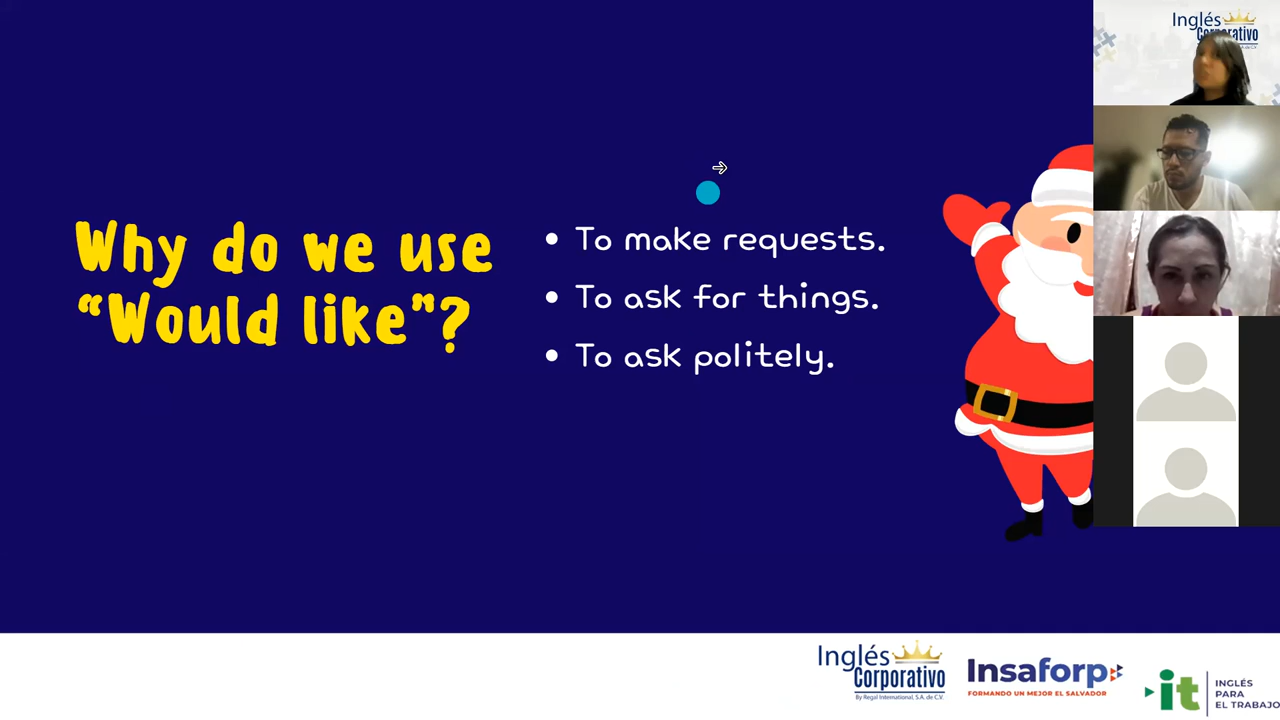 Why do we use
“Would like”?
• To make requests.
• To ask for things.
• To ask politely.
Inglés
Corporativo
Inglés
Corporativo
By Regal International, S.A. de C.V.
Insaforp
FORMANDO UN MEJOR EL SALVADOR
it
INGLÉS
PARA
EL TRABAJO